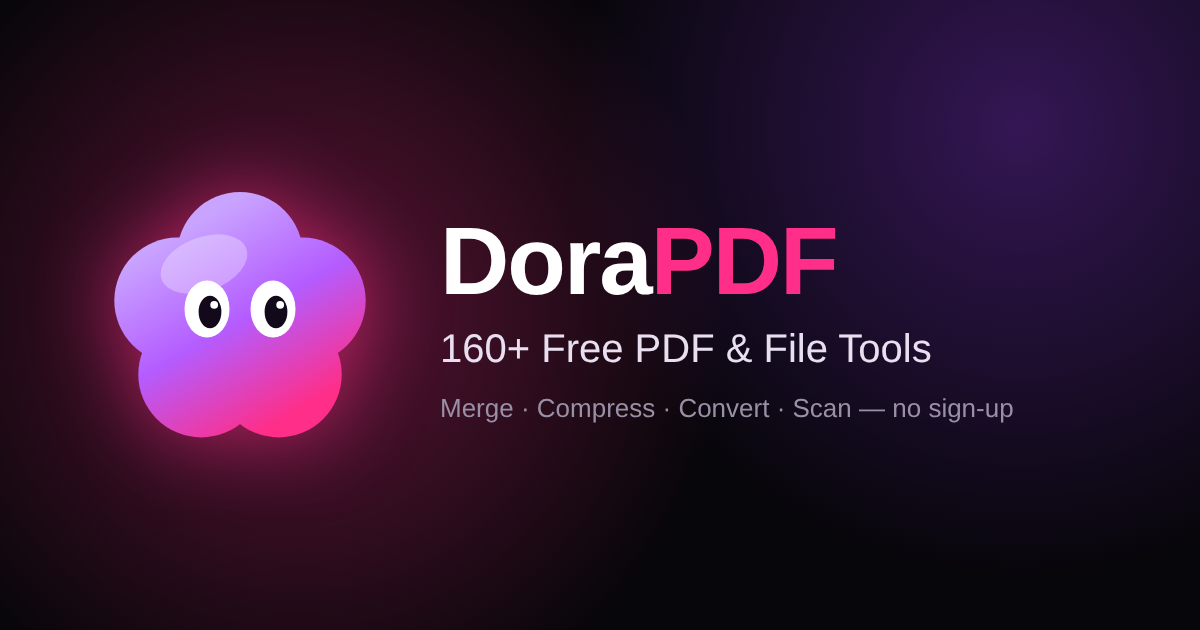 DoraPDF
160+ Free PDF & File Tools
Merge · Compress · Convert · Scan — no sign-up